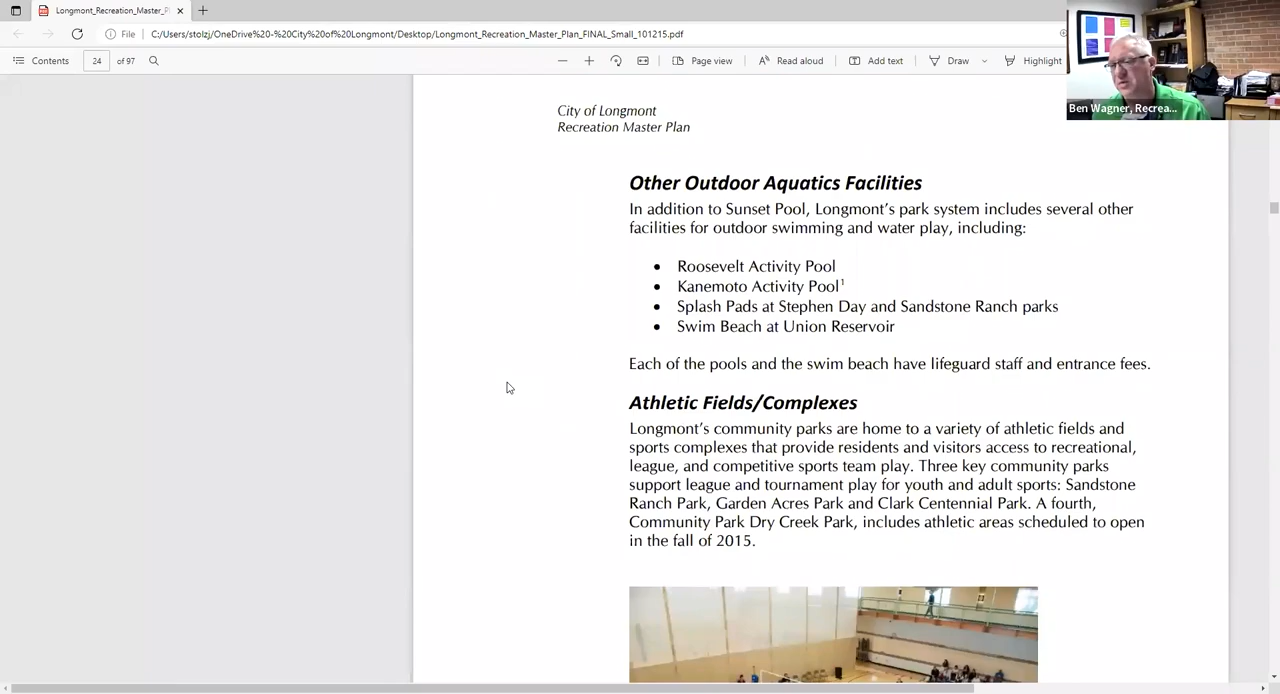 Longmont_Recreation_Master_P
File
C:/Users/stolzj/OneDrive%20-%20City%20of%20Longmont/Desktop/Longmont_Recreation_Master_Plan_FINAL_Small_101215.pdf
Contents
24 of 97
Page view
Read aloud
Add text
Draw
Highlight
Ben Wagner, Recrea...
City of Longmont
Recreation Master Plan
Other Outdoor Aquatics Facilities
In addition to Sunset Pool, Longmont's park system includes several other
facilities for outdoor swimming and water play, including:
• Roosevelt Activity Pool
• Kanemoto Activity Pool¹
• Splash Pads at Stephen Day and Sandstone Ranch parks
• Swim Beach at Union Reservoir
Each of the pools and the swim beach have lifeguard staff and entrance fees.
Athletic Fields/Complexes
Longmont's community parks are home to a variety of athletic fields and
sports complexes that provide residents and visitors access to recreational,
league, and competitive sports team play. Three key community parks
support league and tournament play for youth and adult sports: Sandstone
Ranch Park, Garden Acres Park and Clark Centennial Park. A fourth,
Community Park Dry Creek Park, includes athletic areas scheduled to open
in the fall of 2015.